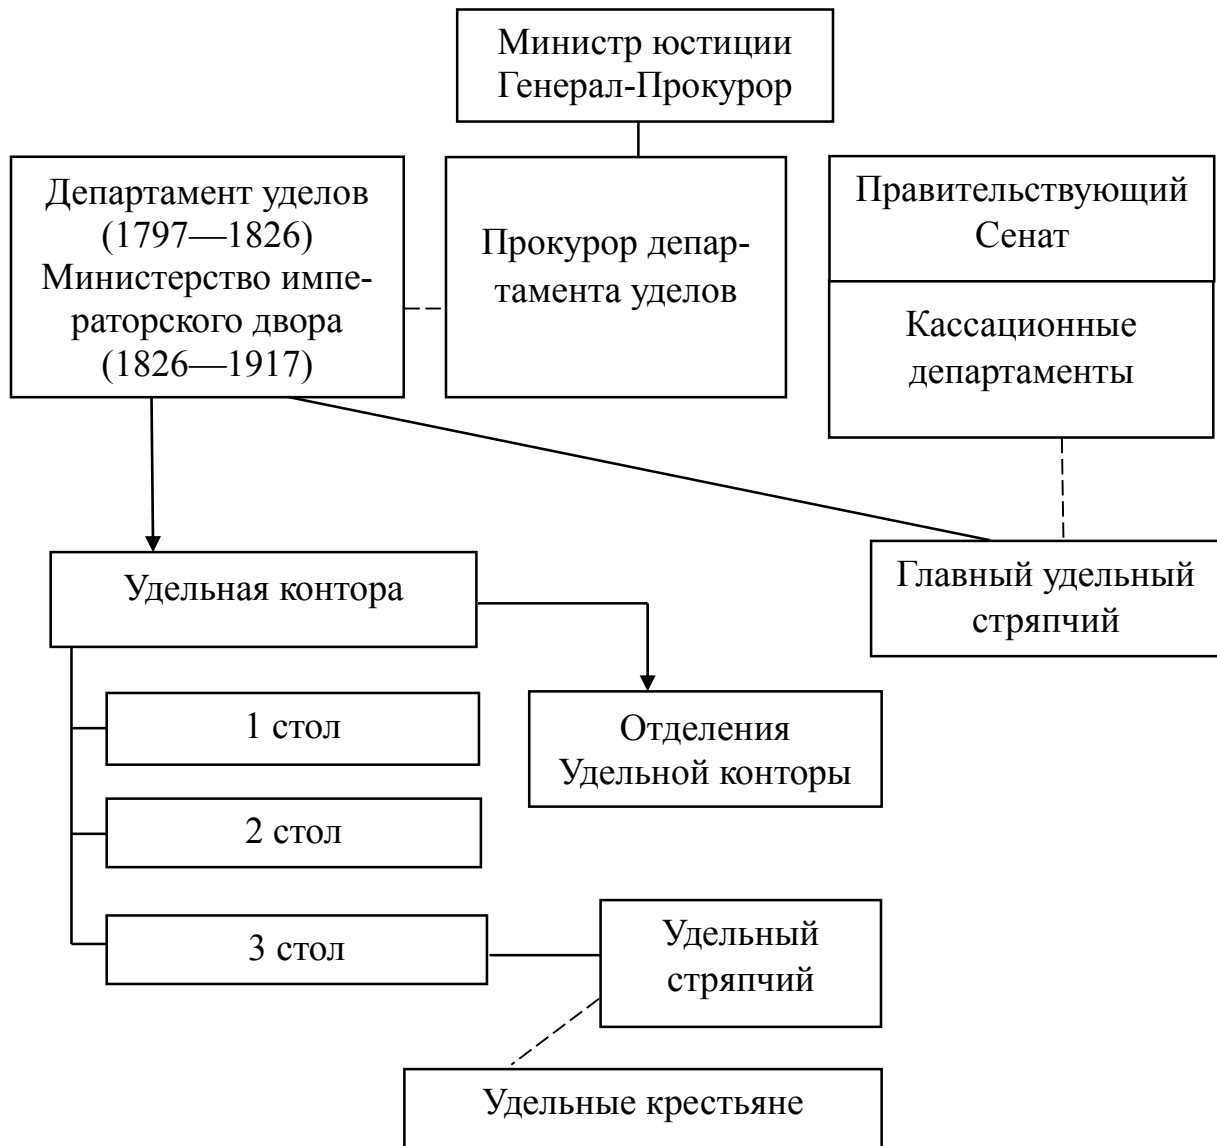 Министр юстиции
Генерал-Прокурор
Департамент уделов
(1797—1826)
Министерство импе-
раторского двора
(1826—1917)
Прокурор депар-
тамента уделов
Правительствующий
Сенат
Кассационные
департаменты
Удельная контора
Главный удельный
стряпчий
1 стол
Отделения
Удельной конторы
2 стол
3 стол
Удельный
стряпчий
Удельные крестьяне